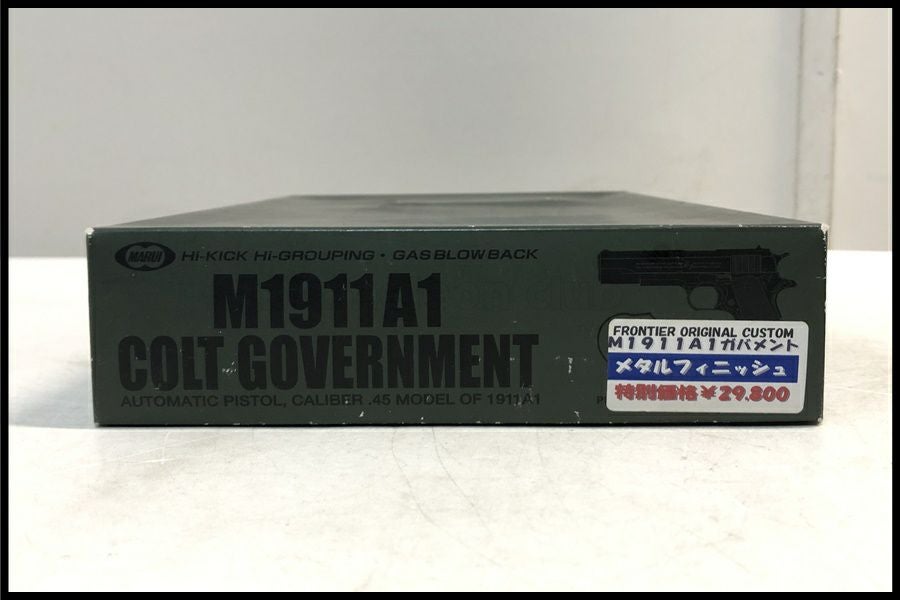 MARUI
Hi-KICK Hi-GROUPING・GAS BLOW BACK
M1911A1
COLT GOVERNMENT
AUTOMATIC PISTOL, CALIBER .45 MODEL OF 1911A1
FRONTIER ORIGINAL CUSTOM
M1911A1ガバメント
メタルフィニッシュ
特別価格￥29,800